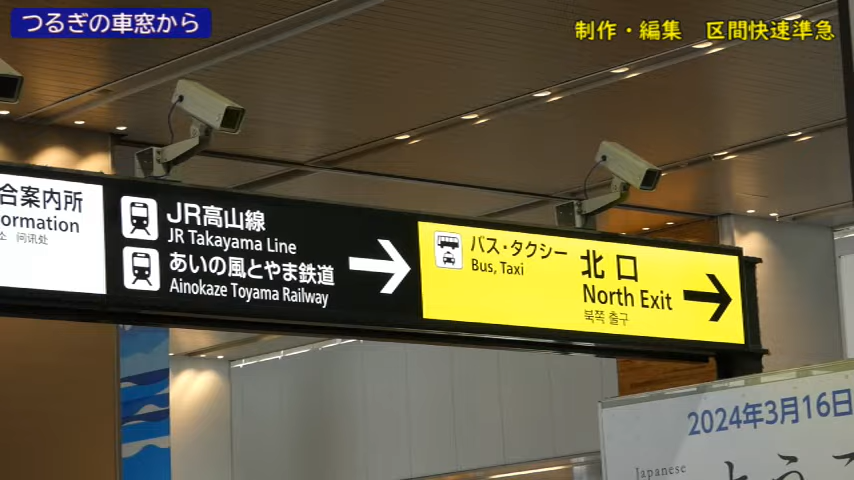 つるぎの車窓から
制作・編集　区間快速準急
合案内所
ormation
问讯处
JR高山線
JR Takayama Line
あいの風とやま鉄道
Ainokaze Toyama Railway
バス・タクシー
Bus, Taxi
北口
North Exit
북쪽 출구
2024年3月16日
Japanese